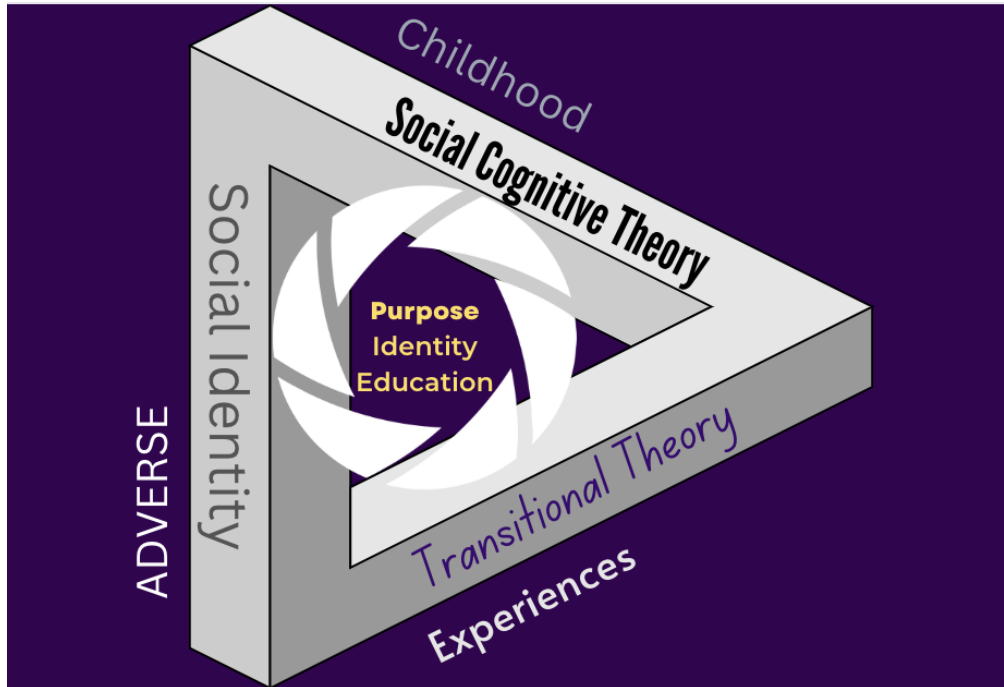 ADVERSE
Childhood
Experiences
Social Identity
Social Cognitive Theory
Transitional Theory
Purpose
Identity
Education